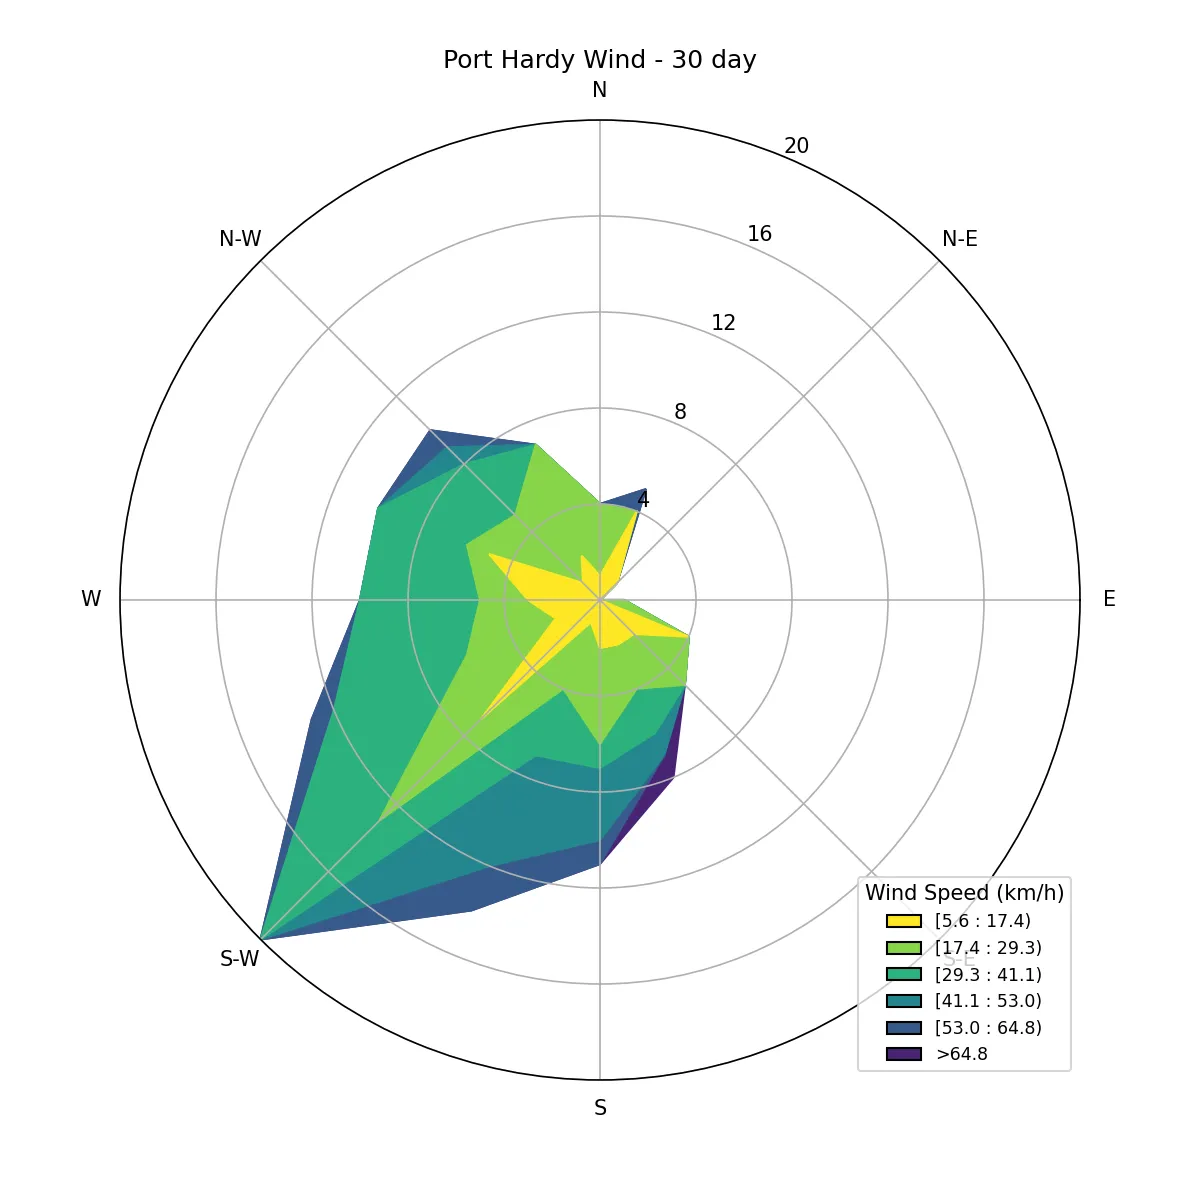 Port Hardy Wind - 30 day
N
20
N-W
16
N-E
12
8
4
W
E
Wind Speed (km/h)
[5.6 : 17.4)
[17.4 : 29.3)
S-W
S-E
[29.3 : 41.1)
[41.1 : 53.0)
[53.0 : 64.8)
>64.8
S